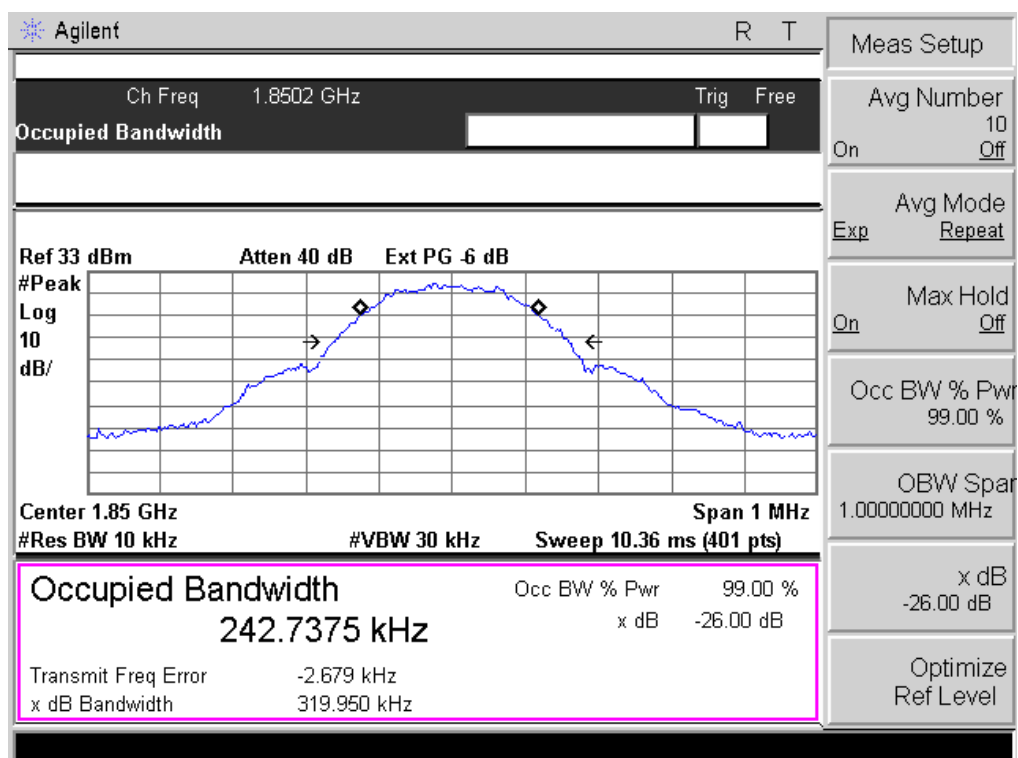 Agilent R T
Meas Setup
Ch Freq 1.8502 GHz Trig Free
Occupied Bandwidth
Avg Number
10
On Off
Avg Mode
Exp Repeat
Ref 33 dBm Atten 40 dB Ext PG -6 dB
#Peak
Log
10
dB/
Max Hold
On Off
Occ BW % Pwr
99.00 %
Center 1.85 GHz Span 1 MHz
#Res BW 10 kHz #VBW 30 kHz Sweep 10.36 ms (401 pts)
OBW Span
1.00000000 MHz
Occupied Bandwidth Occ BW % Pwr 99.00 %
242.7375 kHz x dB -26.00 dB
Transmit Freq Error -2.679 kHz
x dB Bandwidth 319.950 kHz
x dB
-26.00 dB
Optimize
Ref Level